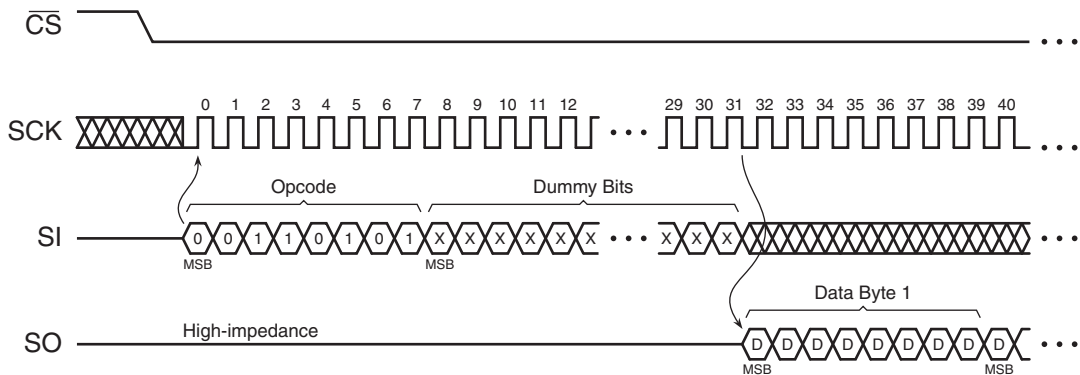 CS
0 1 2 3 4 5 6 7 8 9 10 11 12 29 30 31 32 33 34 35 36 37 38 39 40
SCK
Opcode Dummy Bits
SI 0 0 1 1 0 1 0 1 X X X X X X X X X
MSB MSB
Data Byte 1
High-impedance
SO D D D D D D D D D
MSB MSB